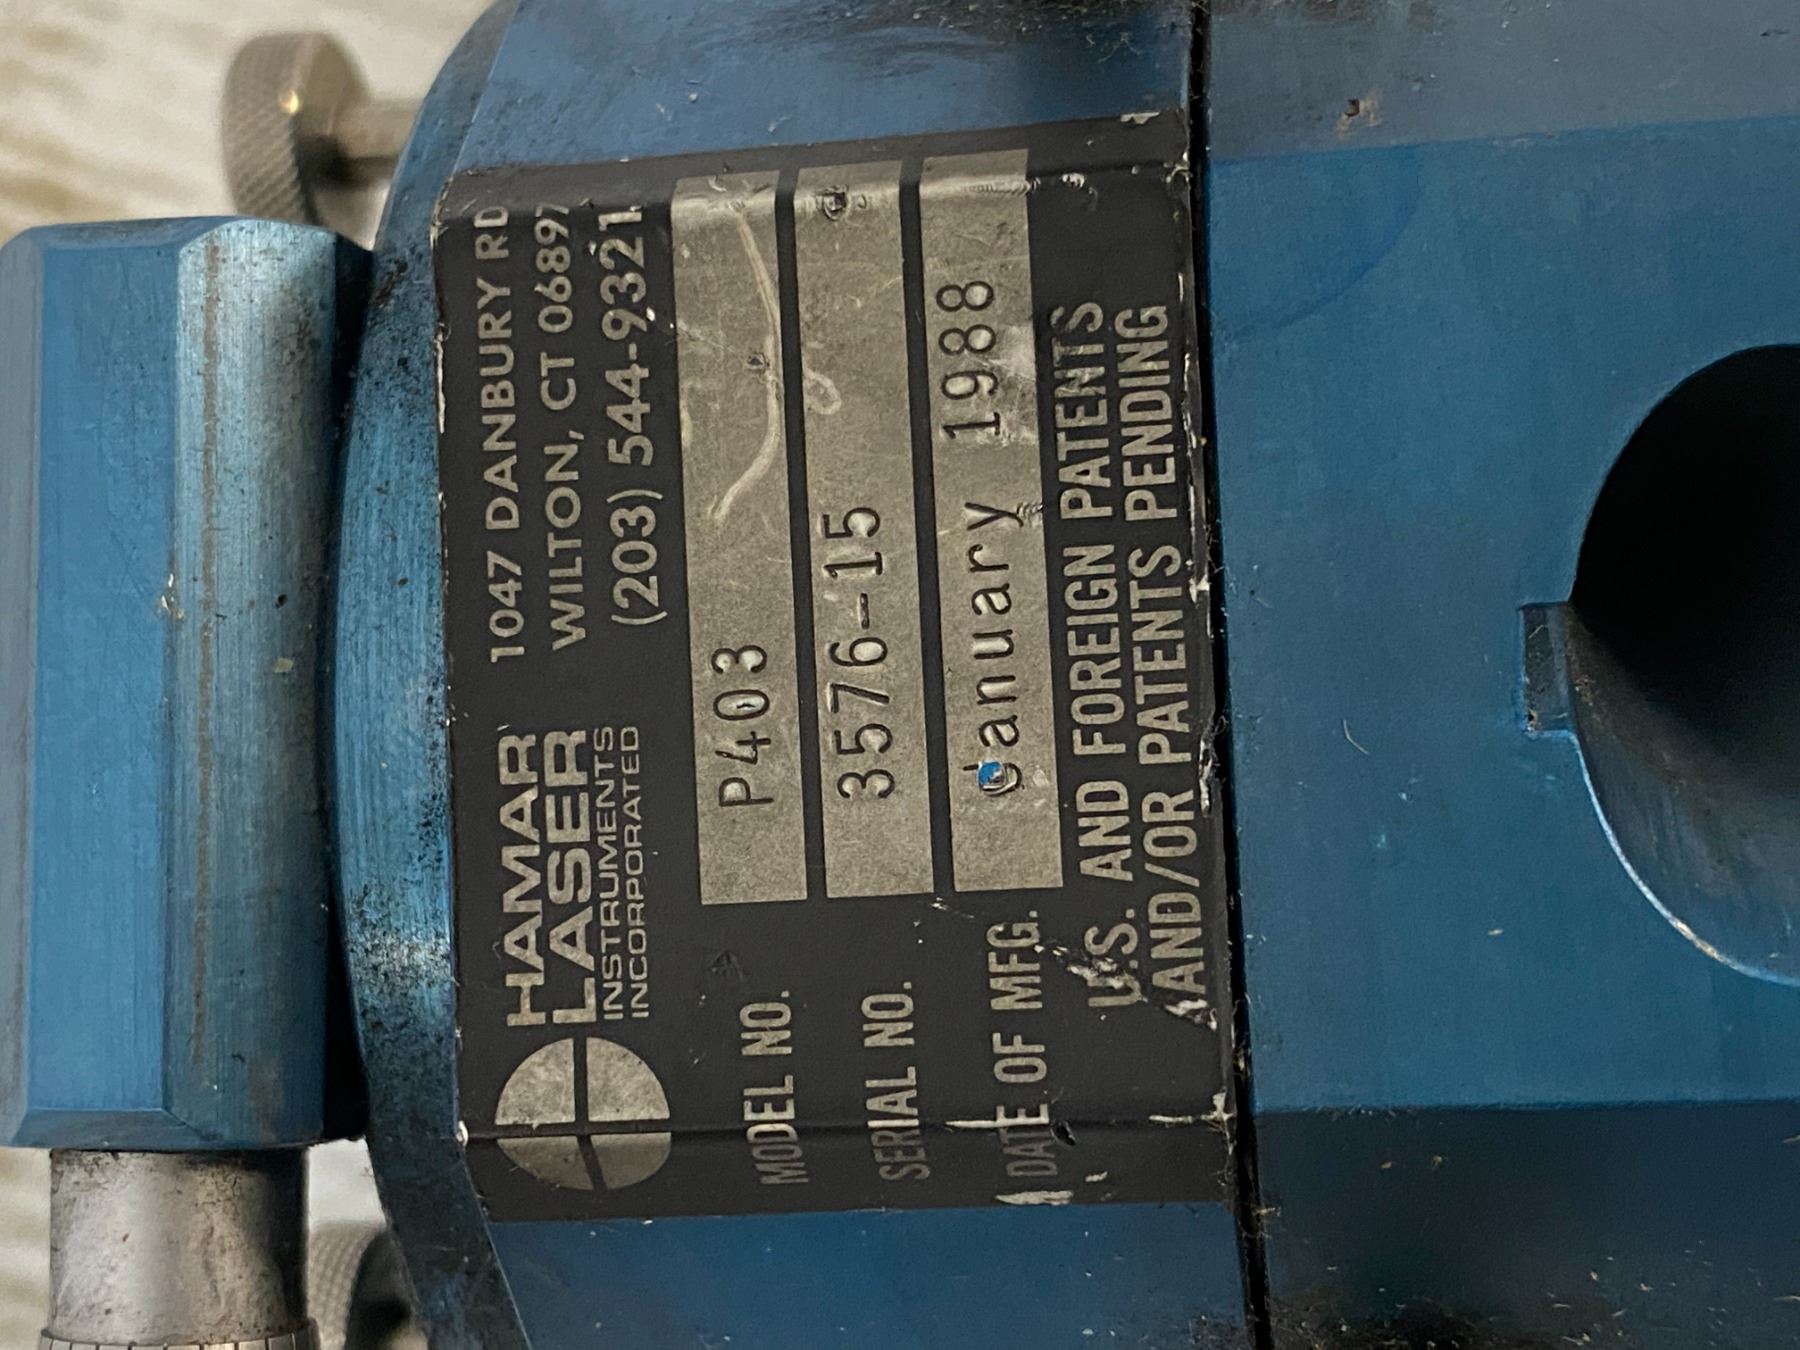 HAMAR
LASER
INSTRUMENTS
INCORPORATED
1047 DANBURY RD
WILTON, CT 06897
(203) 544-9321
MODEL NO. P403
SERIAL NO. 3576-15
DATE OF MFG. January 1988
U.S. AND FOREIGN PATENTS
AND/OR PATENTS PENDING